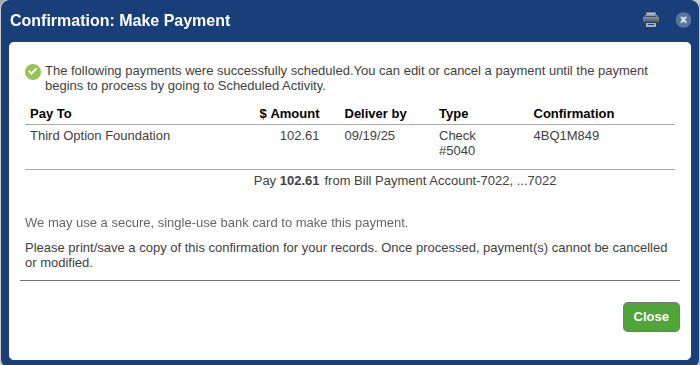 Confirmation: Make Payment
The following payments were successfully scheduled.You can edit or cancel a payment until the payment
begins to process by going to Scheduled Activity.
Pay To $ Amount Deliver by Type Confirmation
Third Option Foundation 102.61 09/19/25 Check 4BQ1M849
#5040
Pay 102.61 from Bill Payment Account-7022, ...7022
We may use a secure, single-use bank card to make this payment.
Please print/save a copy of this confirmation for your records. Once processed, payment(s) cannot be cancelled
or modified.
Close